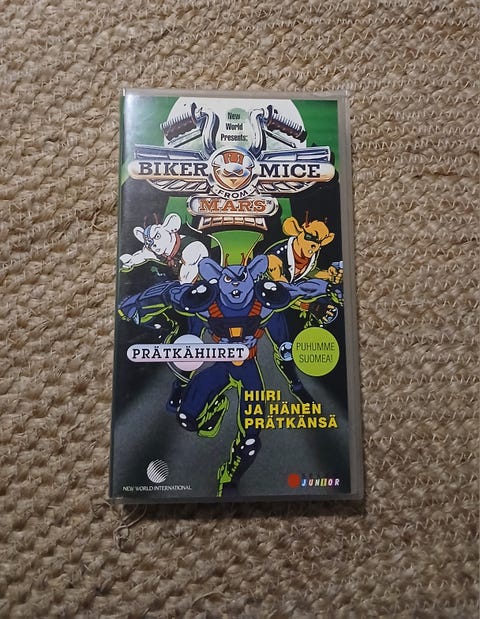 New
World
Presents:
BIKER MICE
FROM
MARS
PRÄTKÄHIIRET
PUHUMME
SUOMEA!
HIIRI
JA HÄNEN
PRÄTKÄNSÄ
NEW WORLD INTERNATIONAL
JUNIOR